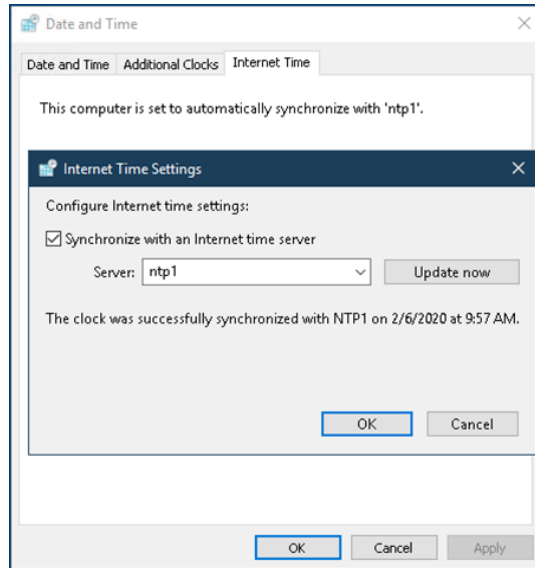 Date and Time
Date and Time Additional Clocks Internet Time
This computer is set to automatically synchronize with 'ntp1'.
Internet Time Settings
Configure Internet time settings:
Synchronize with an Internet time server
Server: ntp1 Update now
The clock was successfully synchronized with NTP1 on 2/6/2020 at 9:57 AM.
OK Cancel
OK Cancel Apply